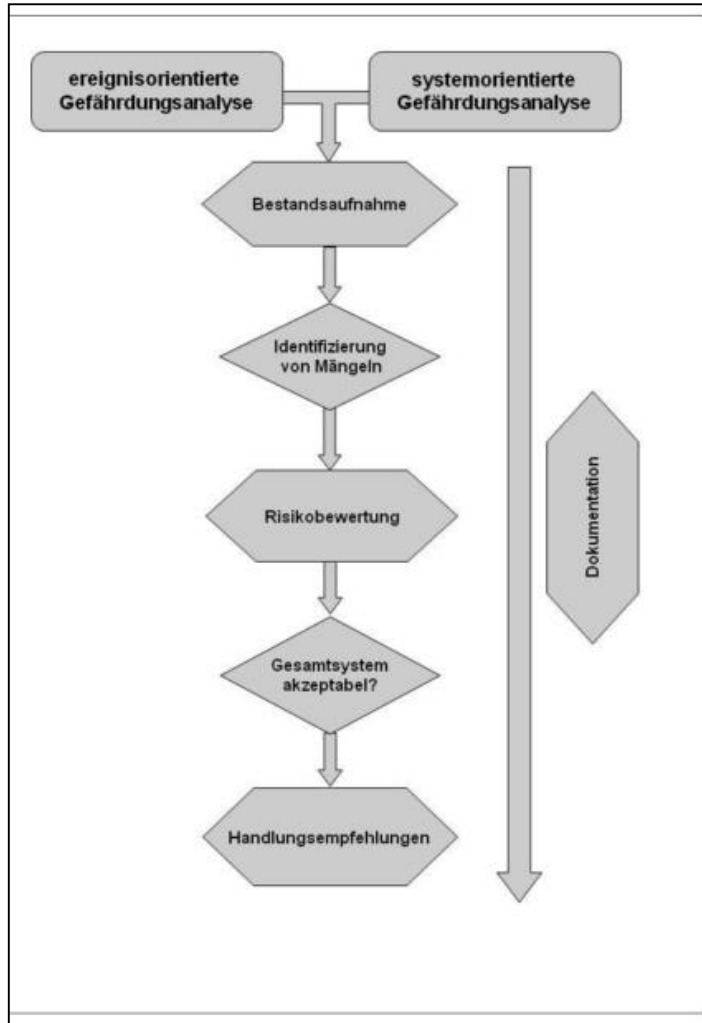 ereignisorientierte
Gefährdungsanalyse
systemorientierte
Gefährdungsanalyse
Bestandsaufnahme
Identifizierung
von Mängeln
Risikobewertung
Dokumentation
Gesamtsystem
akzeptabel?
Handlungsempfehlungen